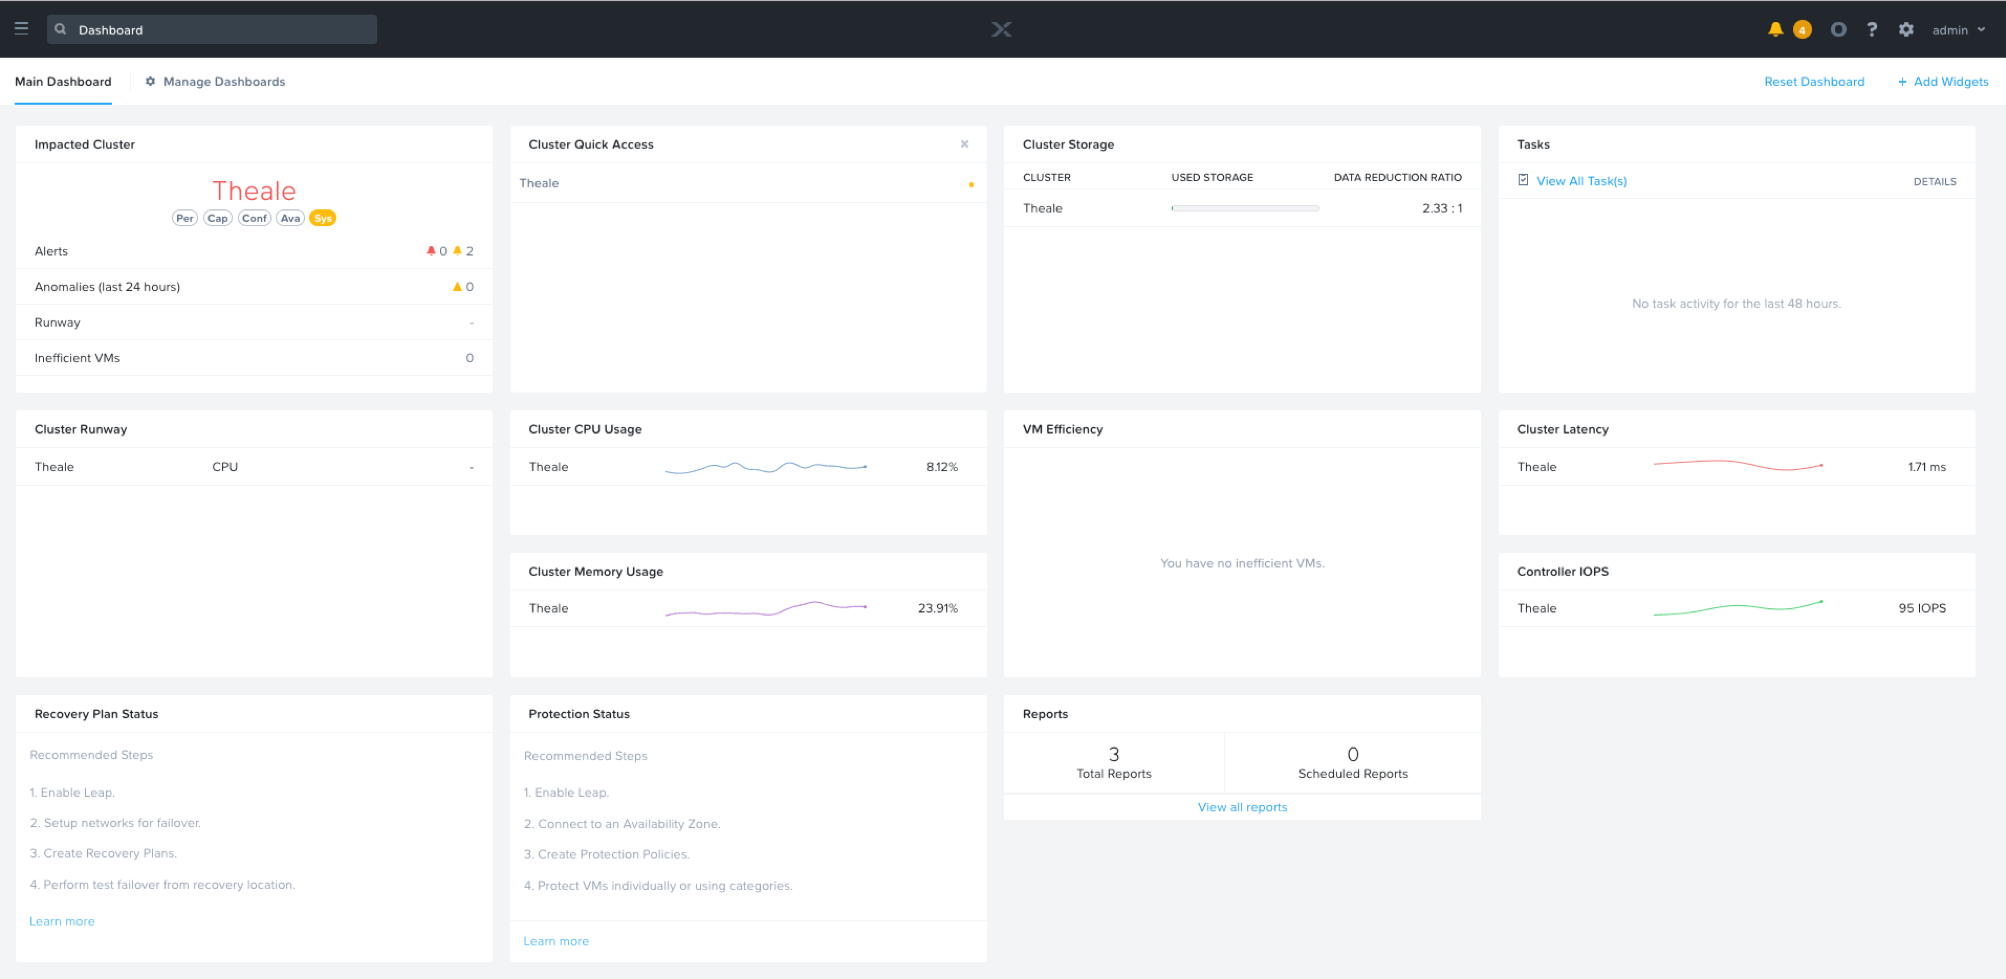 Dashboard
4
?
admin
Main Dashboard
Manage Dashboards
Reset Dashboard
+ Add Widgets
Impacted Cluster
Theale
Per Cap Conf Ava Sys
Alerts 0 2
Anomalies (last 24 hours) 0
Runway -
Inefficient VMs 0
Cluster Quick Access
Theale
Cluster Storage
CLUSTER USED STORAGE DATA REDUCTION RATIO
Theale 2.33 : 1
Tasks
View All Task(s) DETAILS
No task activity for the last 48 hours.
Cluster Runway
Theale CPU -
Cluster CPU Usage
Theale 8.12%
Cluster Memory Usage
Theale 23.91%
VM Efficiency
You have no inefficient VMs.
Cluster Latency
Theale 1.71 ms
Controller IOPS
Theale 95 IOPS
Recovery Plan Status
Recommended Steps
1. Enable Leap.
2. Setup networks for failover.
3. Create Recovery Plans.
4. Perform test failover from recovery location.
Learn more
Protection Status
Recommended Steps
1. Enable Leap.
2. Connect to an Availability Zone.
3. Create Protection Policies.
4. Protect VMs individually or using categories.
Learn more
Reports
3 0
Total Reports Scheduled Reports
View all reports